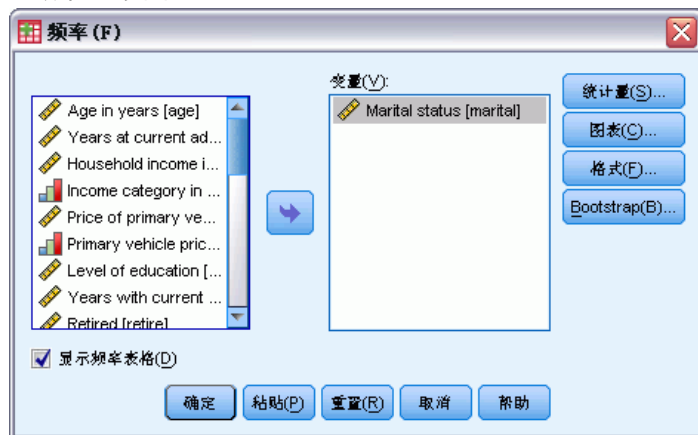 频率(F)
变量(V):
Age in years [age]
Years at current ad...
Household income i...
Income category in ...
Price of primary ve...
Primary vehicle pric...
Level of education [...
Years with current ...
Retired [retire]
Marital status [marital]
统计量(S)...
图表(C)...
格式(F)...
Bootstrap(B)...
显示频率表格(D)
确定
粘贴(P)
重置(R)
取消
帮助